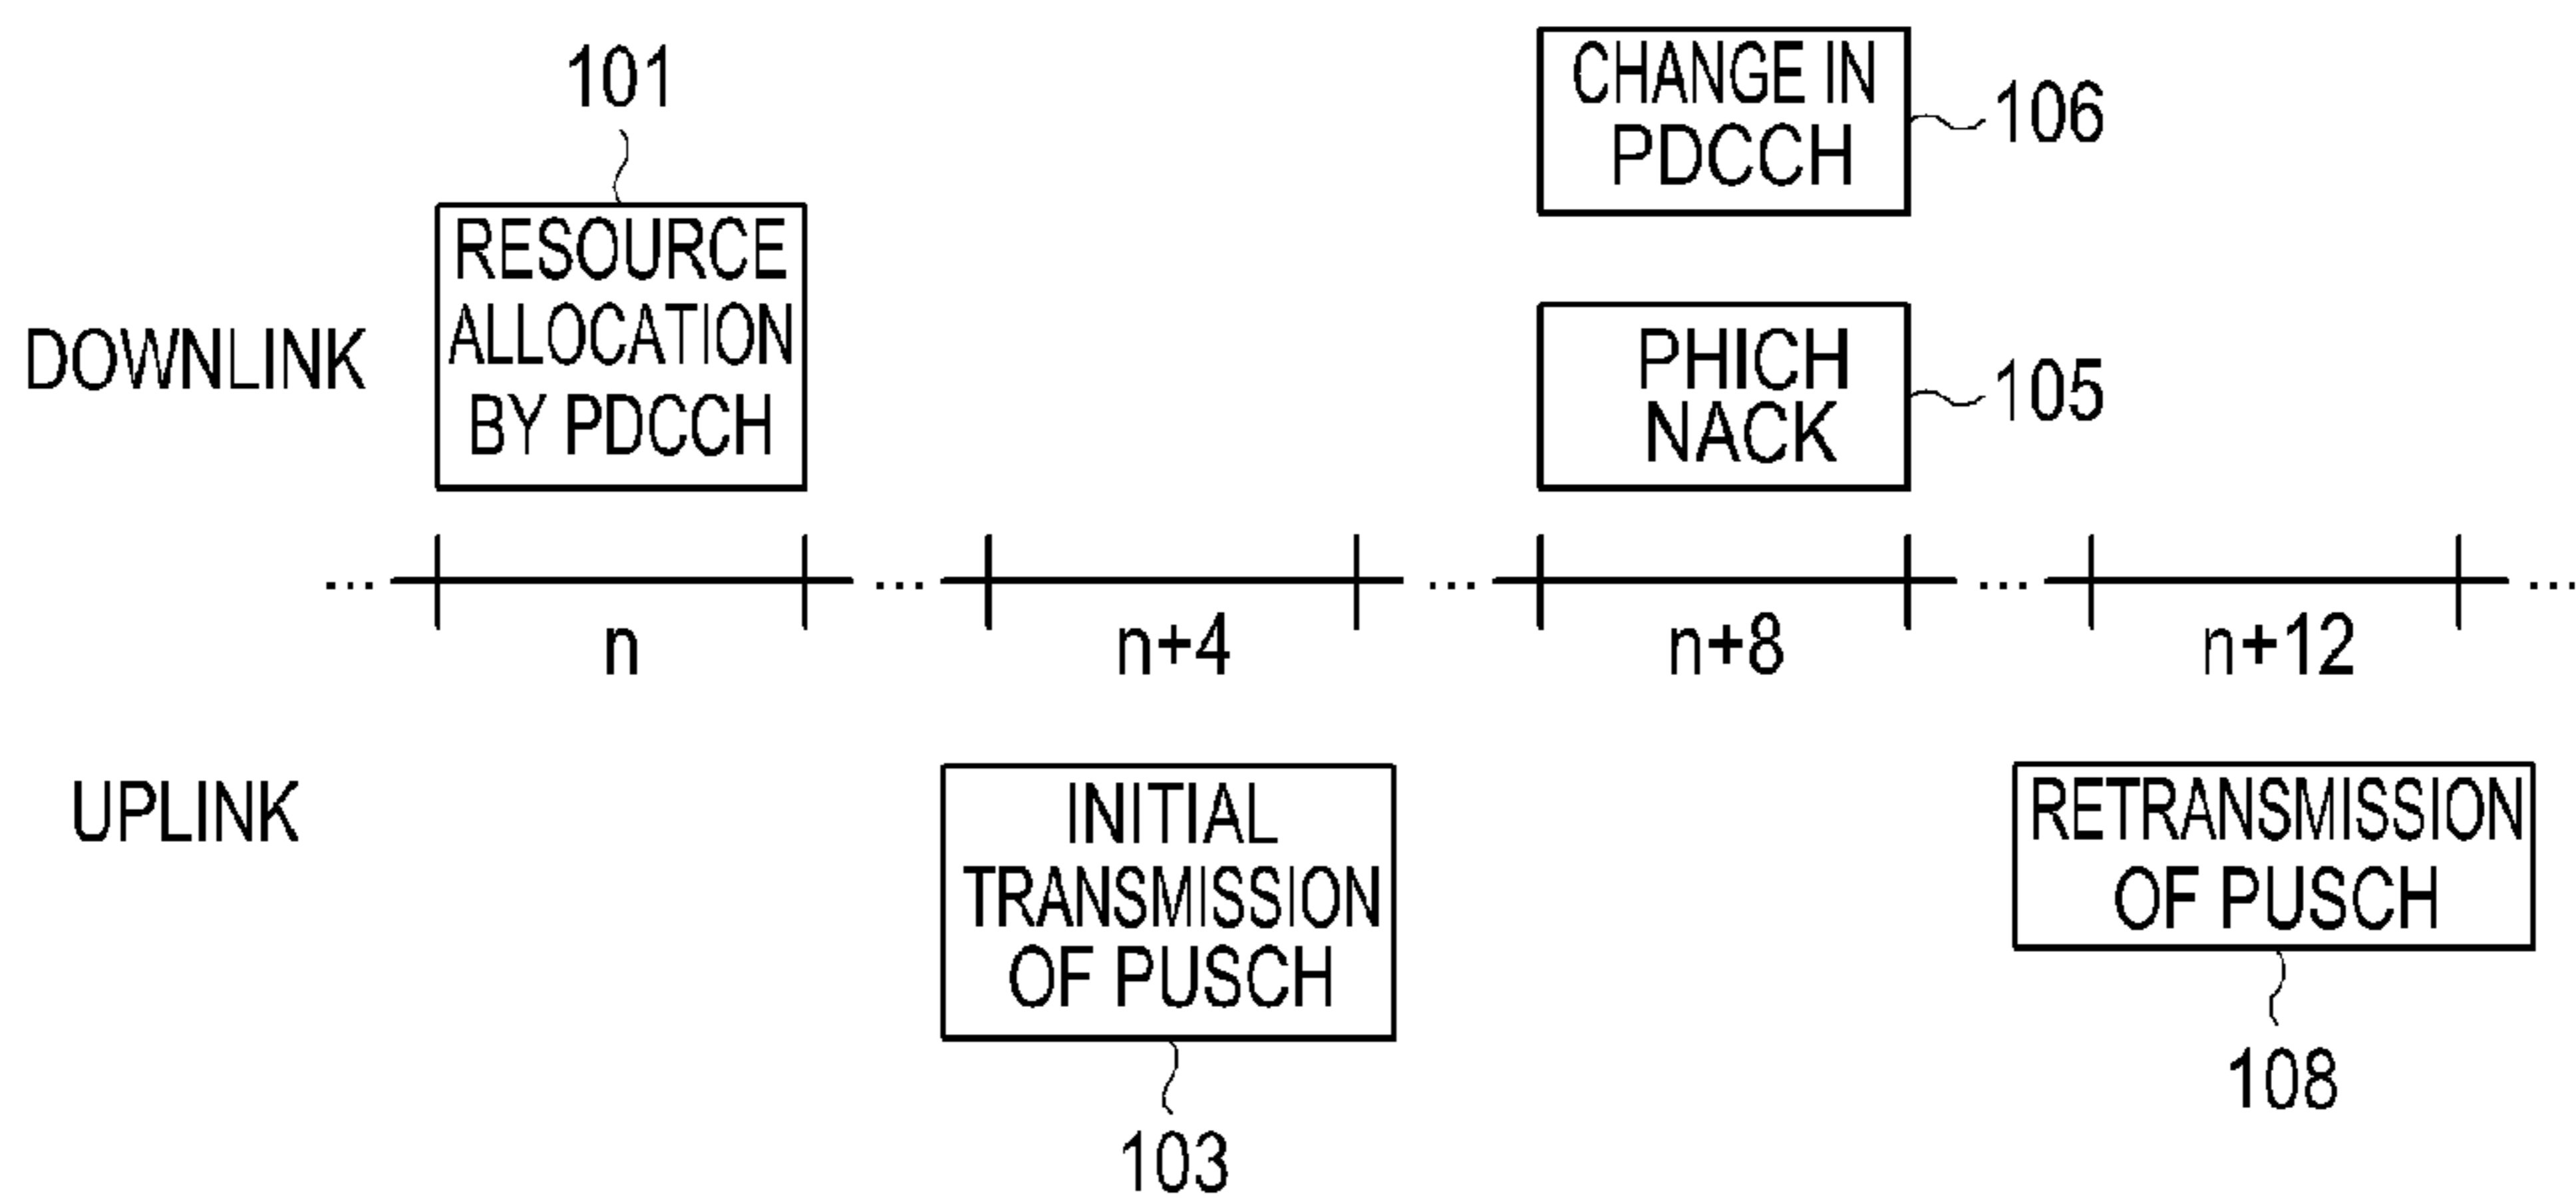 101
RESOURCE
ALLOCATION
BY PDCCH
CHANGE IN
PDCCH
106
DOWNLINK
PHICH
NACK
105
... ... ... ... ...
n n+4 n+8 n+12
UPLINK
INITIAL
TRANSMISSION
OF PUSCH
103
RETRANSMISSION
OF PUSCH
108